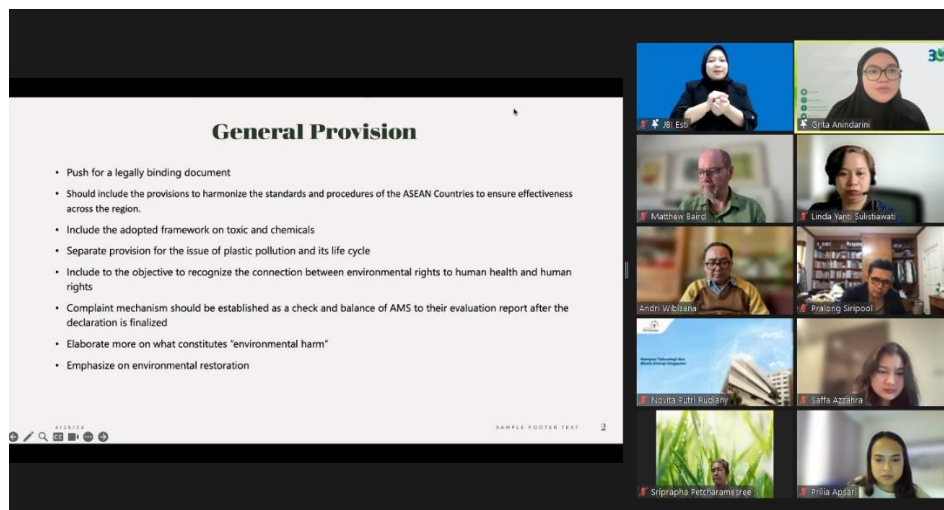 General Provision
• Push for a legally binding document
• Should include the provisions to harmonize the standards and procedures of the ASEAN Countries to ensure effectiveness
across the region.
• Include the adopted framework on toxic and chemicals
• Separate provision for the issue of plastic pollution and its life cycle
• Include to the objective to recognize the connection between environmental rights to human health and human
rights
• Complaint mechanism should be established as a check and balance of AMS to their evaluation report after the
declaration is finalized
• Elaborate more on what constitutes “environmental harm”
• Emphasize on environmental restoration
SAMPLE FOOTER TEXT 2
JBI Esti
Grita Anindarini
Matthew Baird
Linda Yanti Sulistiawati
Andri Wibisana
Pralong Siripool
Novita Putri Rudiany
Saffa Azzahra
Sriprapha Petcharamesree
Prilia Apsari